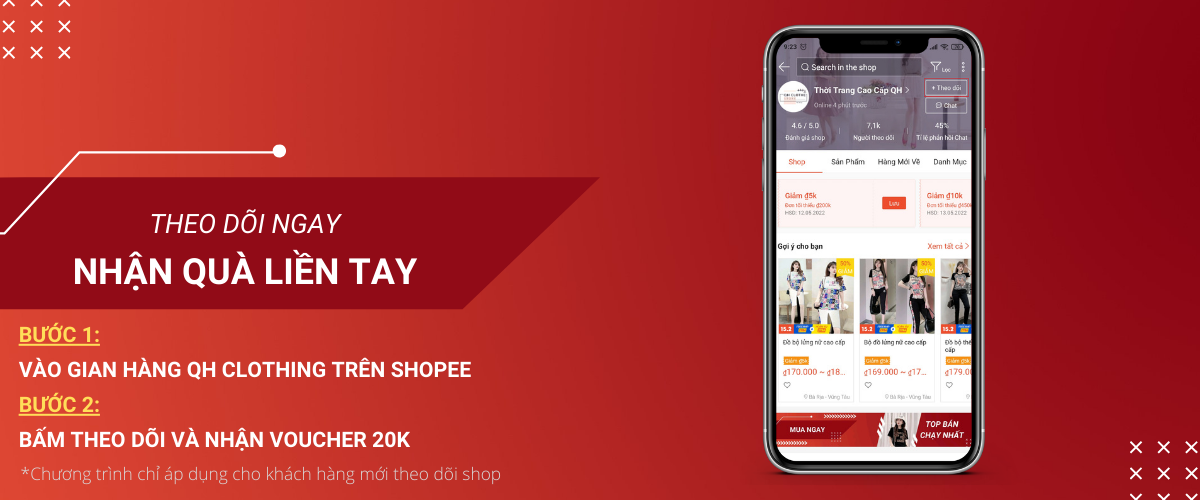 THEO DÕI NGAY
NHẬN QUÀ LIỀN TAY
BƯỚC 1:
VÀO GIAN HÀNG QH CLOTHING TRÊN SHOPEE
BƯỚC 2:
BẤM THEO DÕI VÀ NHẬN VOUCHER 20K
*Chương trình chỉ áp dụng cho khách hàng mới theo dõi shop
9:23
Search in the shop
Lọc
Thời Trang Cao Cấp QH
+ Theo dõi
Online 4 phút trước
Chat
4.6 / 5.0 7,1k 45%
Đánh giá shop Người theo dõi Tỉ lệ phản hồi Chat
Shop Sản Phẩm Hàng Mới Về Danh Mục
Giảm ₫5k Giảm ₫10k
Đơn tối thiểu ₫200k
Lưu
HSD: 12.05.2022 HSD: 13.05.2022
Gợi ý cho bạn Xem tất cả
50% 50%
GIẢM GIẢM
15.3 15.3 15.3
Đồ bộ lửng nữ cao cấp Bộ đồ lửng nữ cao cấp Đồ bộ
cấp
Giảm ₫5k Giảm ₫5k Giảm ₫5k
₫170.000 ~ ₫18... ₫169.000 ~ ₫17... ₫179.0
Bà Rịa - Vũng Tàu Bà Rịa - Vũng Tàu
MUA NGAY
TOP BÁN
CHẠY NHẤT